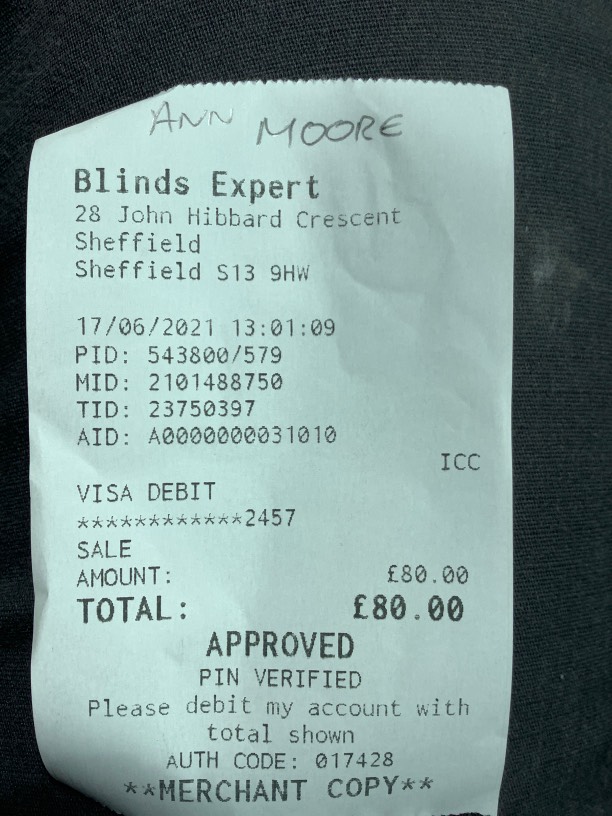 ANN MOORE
Blinds Expert
28 John Hibbard Crescent
Sheffield
Sheffield S13 9HW
17/06/2021 13:01:09
PID: 543800/579
MID: 2101488750
TID: 23750397
AID: A0000000031010
ICC
VISA DEBIT
************2457
SALE
AMOUNT: £80.00
TOTAL: £80.00
APPROVED
PIN VERIFIED
Please debit my account with
total shown
AUTH CODE: 017428
**MERCHANT COPY**